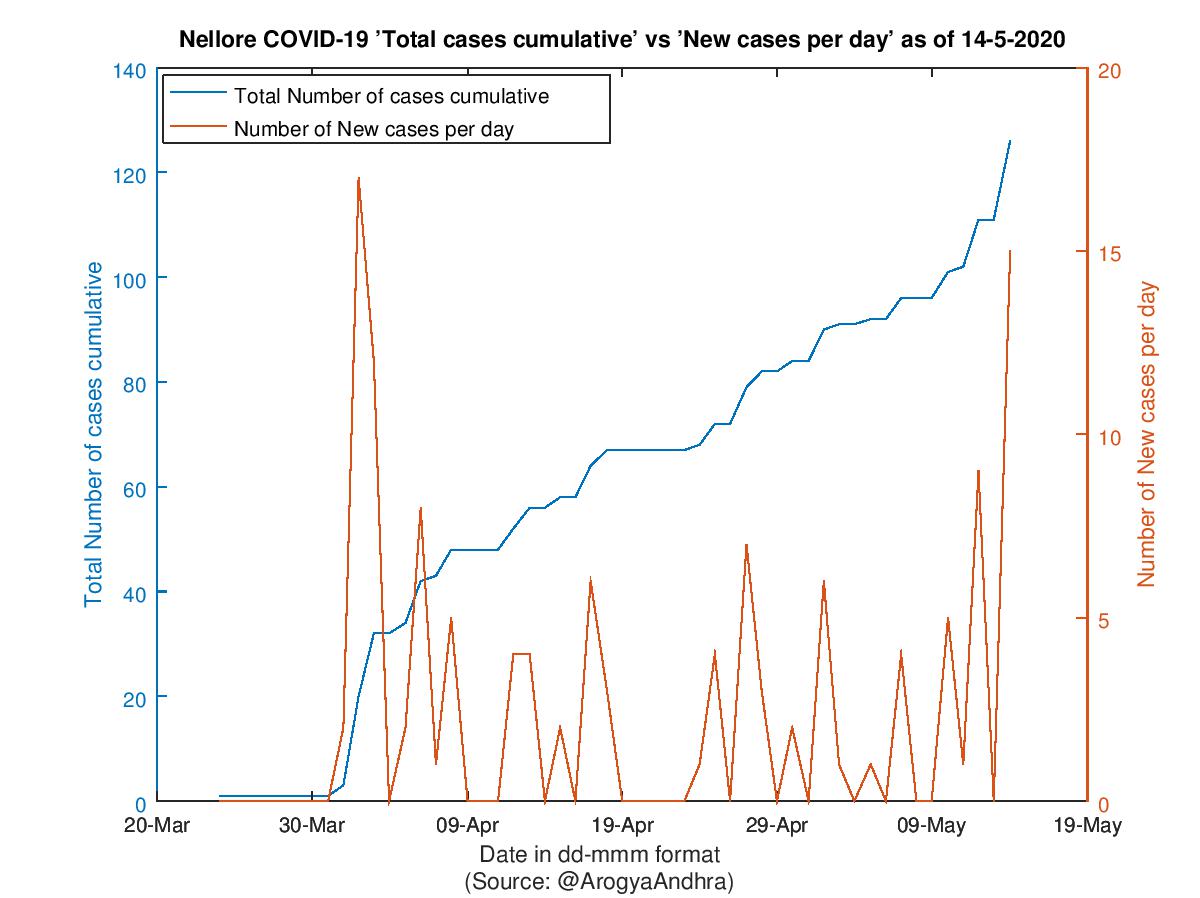 Nellore COVID-19 ’Total cases cumulative’ vs ’New cases per day’ as of 14-5-2020
Total Number of cases cumulative
Number of New cases per day
140
120
100
80
60
40
20
0
Total Number of cases cumulative
20
15
10
5
0
Number of New cases per day
20-Mar 30-Mar 09-Apr 19-Apr 29-Apr 09-May 19-May
Date in dd-mmm format
(Source: @ArogyaAndhra)